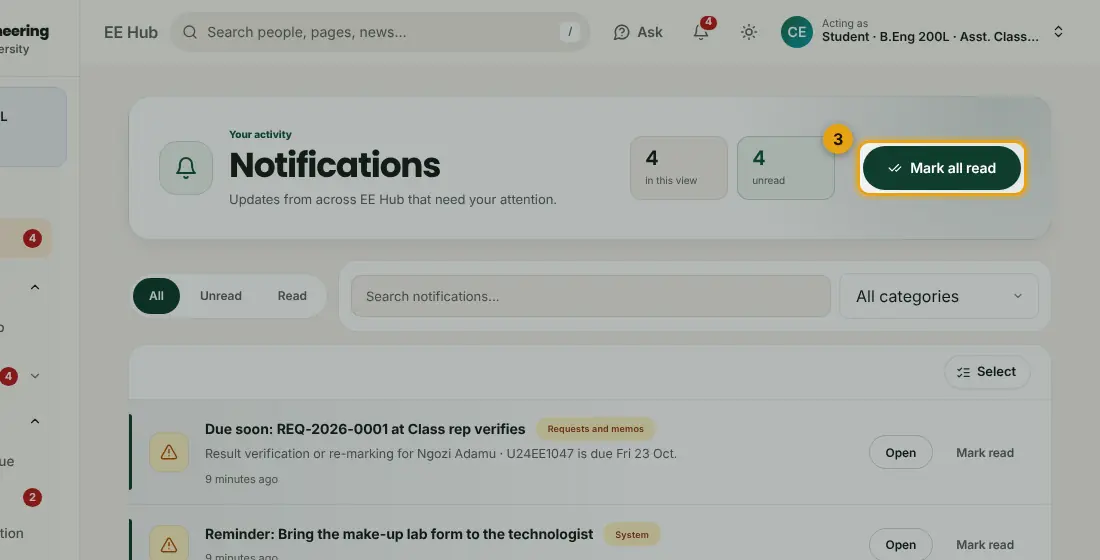 neering
ersity
EE Hub
Search people, pages, news...
/
Ask
4
CE
Acting as
Student · B.Eng 200L · Asst. Class...
L
Your activity
Notifications
Updates from across EE Hub that need your attention.
4
in this view
4
unread
3
Mark all read
4
All
Unread
Read
Search notifications...
All categories
4
Select
Due soon: REQ-2026-0001 at Class rep verifies
Requests and memos
Result verification or re-marking for Ngozi Adamu · U24EE1047 is due Fri 23 Oct.
9 minutes ago
Open
Mark read
ue
2
tion
Reminder: Bring the make-up lab form to the technologist
System
9 minutes ago
Open
Mark read